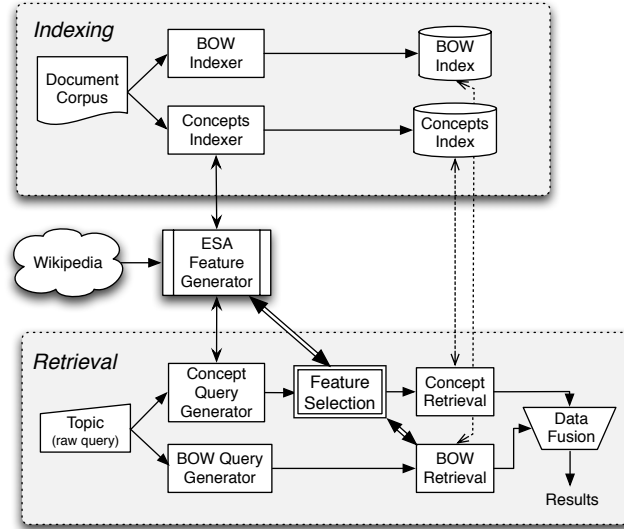 Indexing
Document
Corpus
BOW
Indexer
BOW
Index
Concepts
Indexer
Concepts
Index
Wikipedia
ESA
Feature
Generator
Retrieval
Topic
(raw query)
Concept
Query
Generator
Feature
Selection
Concept
Retrieval
BOW Query
Generator
BOW
Retrieval
Data
Fusion
Results